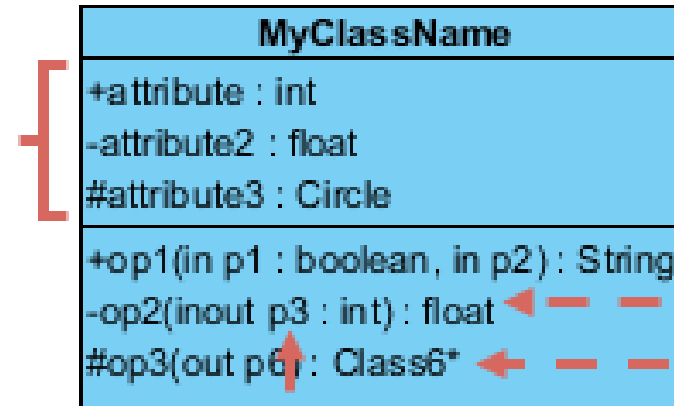 MyClassName
+attribute : int
-attribute2 : float
#attribute3 : Circle
+op1(in p1 : boolean, in p2) : String
-op2(inout p3 : int) : float
#op3(out p6) : Class6*